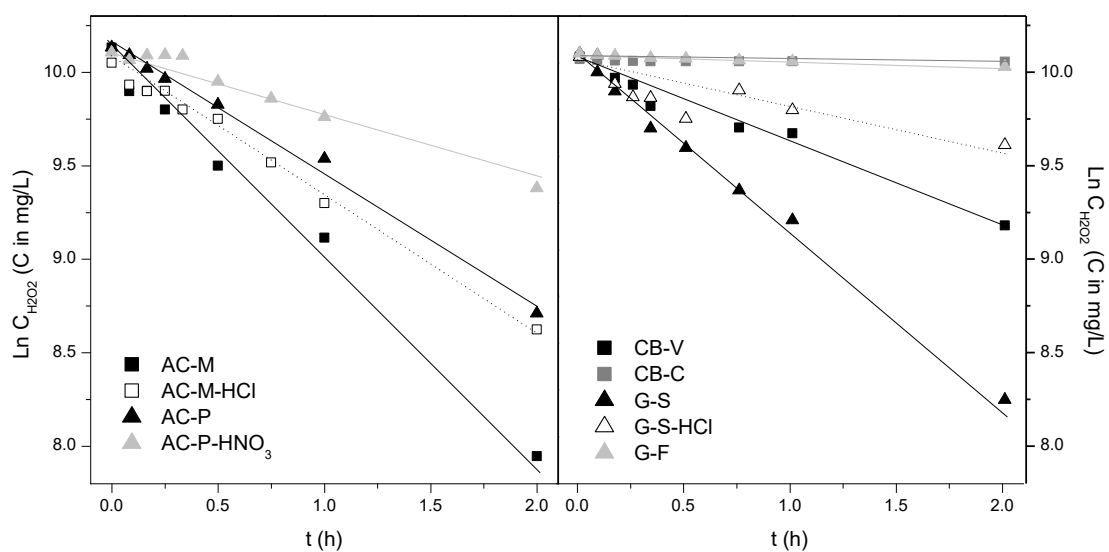 10.0
9.5
9.0
8.5
8.0
Ln C_H2O2 (C in mg/L)
AC-M
AC-M-HCl
AC-P
AC-P-HNO3
0.0 0.5 1.0 1.5 2.0
t (h)
CB-V
CB-C
G-S
G-S-HCl
G-F
0.0 0.5 1.0 1.5 2.0
t (h)
10.0
9.5
9.0
8.5
8.0
Ln C_H2O2 (C in mg/L)